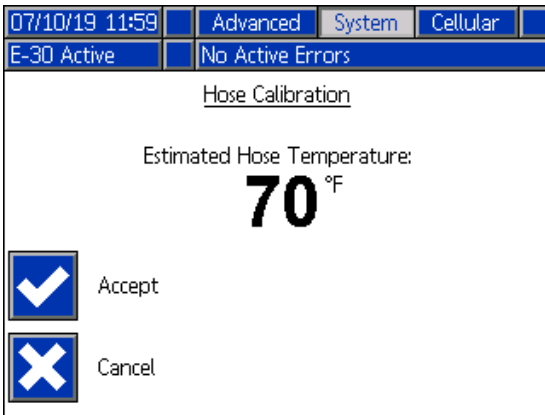 07/10/19 11:59 Advanced System Cellular
E-30 Active No Active Errors
Hose Calibration
Estimated Hose Temperature:
70 °F
Accept
Cancel